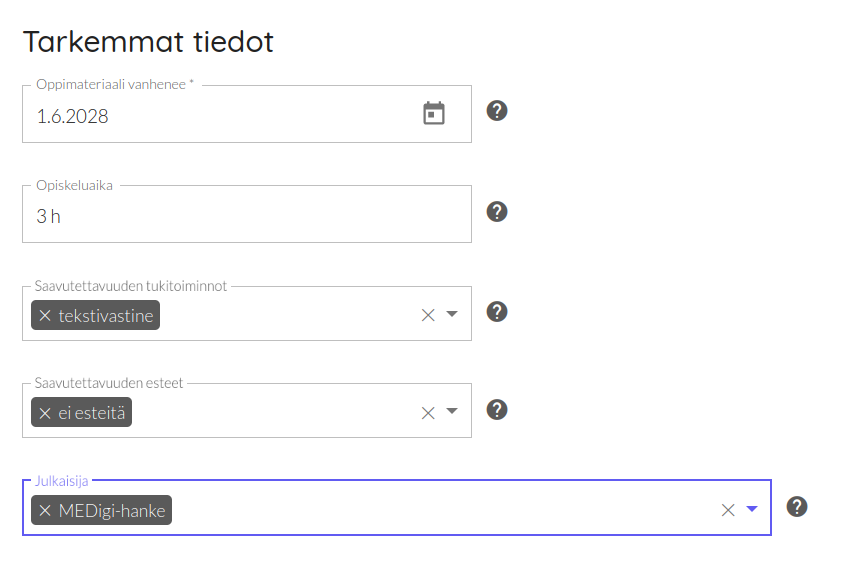 Tarkemmat tiedot
Oppimateriaali vanhenee *
1.6.2028
Opiskeluaika
3 h
Saavutettavuuden tukitoiminnot
tekstivastine
Saavutettavuuden esteet
ei esteitä
Julkaisija
MEDigi-hanke